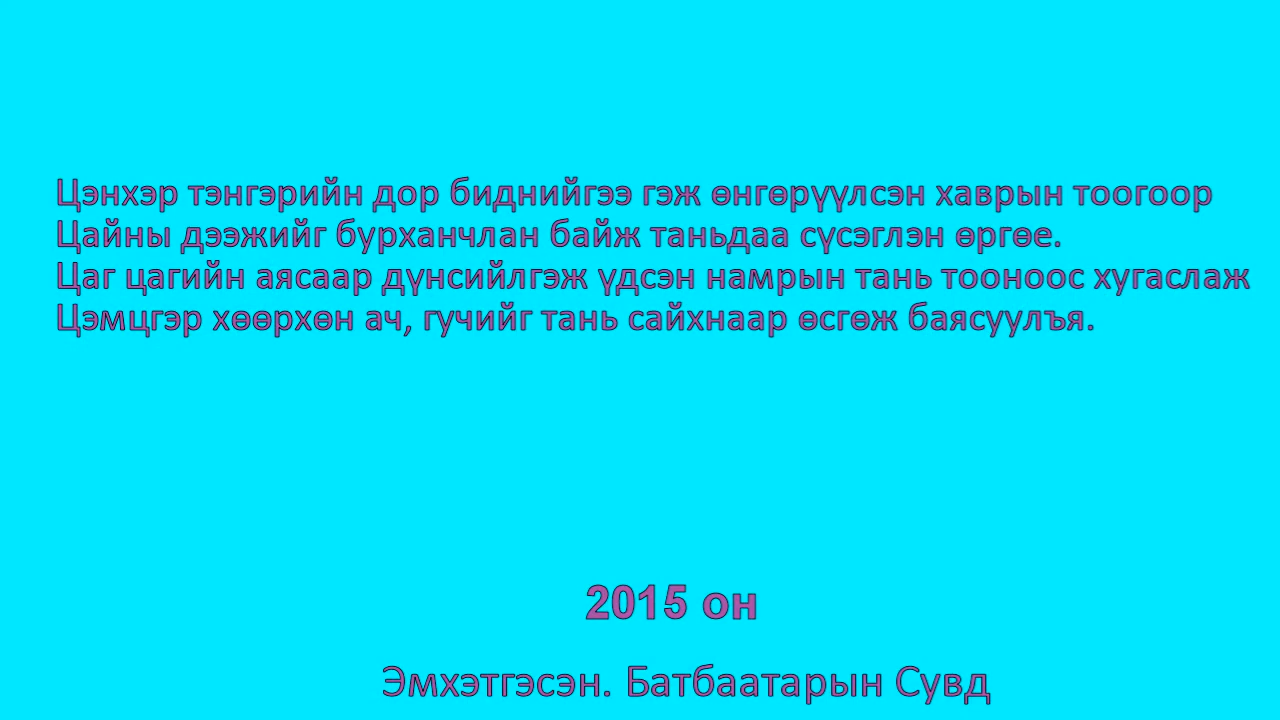 Цэнхэр тэнгэрийн дор биднийгээ гэж өнгөрүүлсэн хаврын тоогоор
Цайны дээжийг бурханчлан байж таньдаа сүсэглэн өргөе.
Цаг цагийн аясаар дүнсийлгэж үдсэн намрын тань тооноос хугаслаж
Цэмцгэр хөөрхөн ач, гучийг тань сайхнаар өсгөж баясуулъя.
2015 он
Эмхэтгэсэн. Батбаатарын Сувд